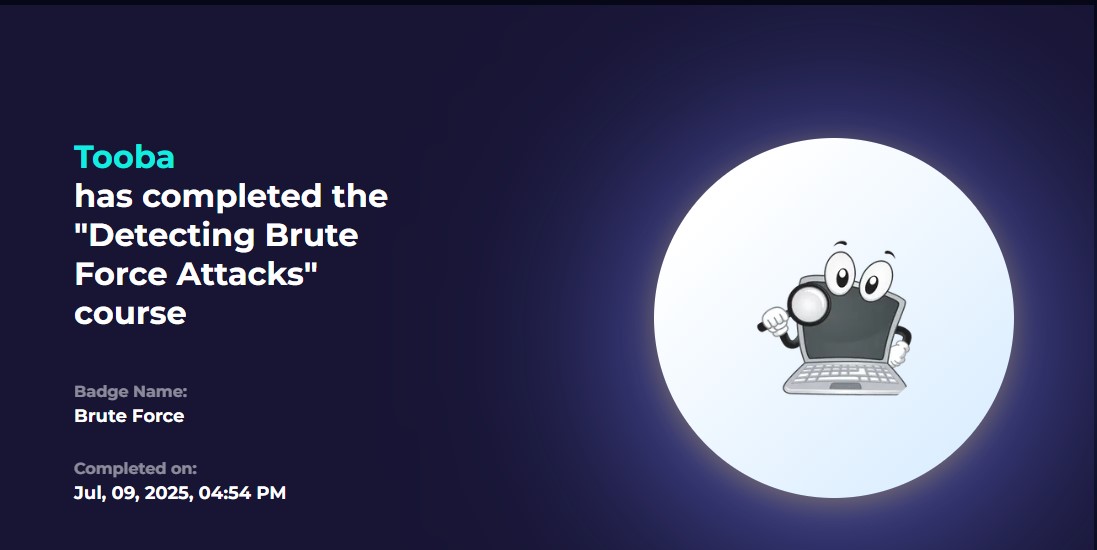 Tooba
has completed the
"Detecting Brute
Force Attacks"
course
Badge Name:
Brute Force
Completed on:
Jul, 09, 2025, 04:54 PM